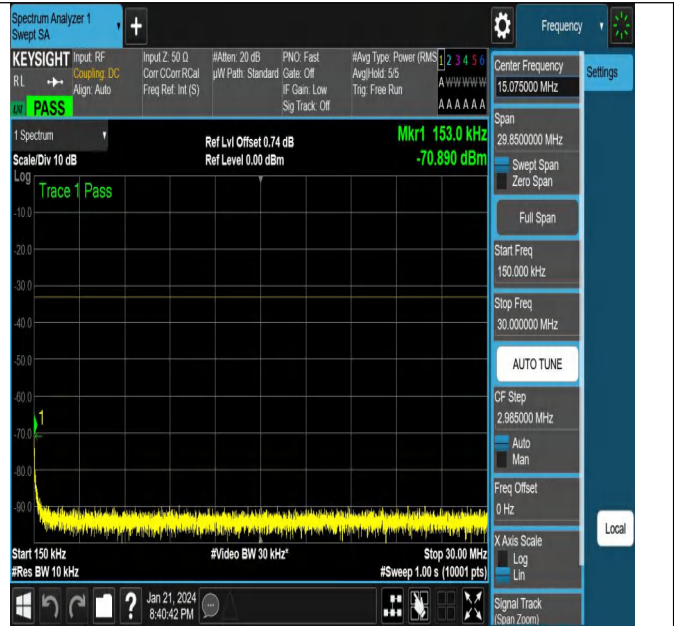 Spectrum Analyzer 1
Swept SA
Frequency
KEYSIGHT
RL
Input: RF
Coupling: DC
Align: Auto
Input Z: 50 Ω
Corr CCorr RCal
Freq Ref: Int (S)
#Atten: 20 dB
µW Path: Standard
PNO: Fast
Gate: Off
IF Gain: Low
Sig Track: Off
#Avg Type: Power (RMS
Avg|Hold: 5/5
Trig: Free Run
1 2 3 4 5 6
A W W W W W
A A A A A A
LXI PASS
1 Spectrum
Scale/Div 10 dB
Ref Lvl Offset 0.74 dB
Ref Level 0.00 dBm
Mkr1 153.0 kHz
-70.890 dBm
Log
Trace 1 Pass
-10.0
-20.0
-30.0
-40.0
-50.0
-60.0
1
-70.0
-80.0
-90.0
Start 150 kHz
#Res BW 10 kHz
#Video BW 30 kHz*
Stop 30.00 MHz
#Sweep 1.00 s (10001 pts)
Jan 21, 2024
8:40:42 PM
Center Frequency
15.075000 MHz
Settings
Span
29.8500000 MHz
Swept Span
Zero Span
Full Span
Start Freq
150.000 kHz
Stop Freq
30.000000 MHz
AUTO TUNE
CF Step
2.985000 MHz
Auto
Man
Freq Offset
0 Hz
X Axis Scale
Log
Lin
Local
Signal Track
(Span Zoom)